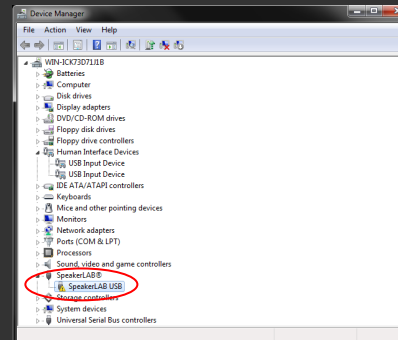 Device Manager
File Action View Help
WIN-ICK73D71J1B
Batteries
Computer
Disk drives
Display adapters
DVD/CD-ROM drives
Floppy disk drives
Floppy drive controllers
Human Interface Devices
USB Input Device
USB Input Device
IDE ATA/ATAPI controllers
Keyboards
Mice and other pointing devices
Monitors
Network adapters
Ports (COM & LPT)
Processors
Sound, video and game controllers
SpeakerLAB®
SpeakerLAB USB
Storage controllers
System devices
Universal Serial Bus controllers